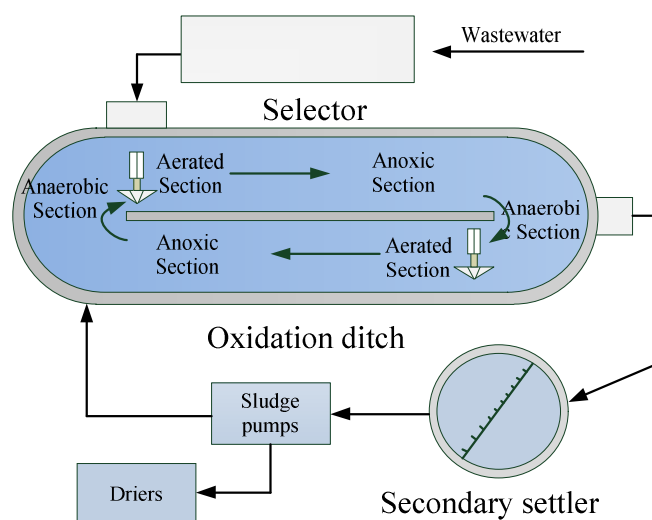 Wastewater
Selector
Aerated
Section
Anoxic
Section
Anaerobic
Section
Anaerobi
c Section
Anoxic
Section
Aerated
Section
Oxidation ditch
Sludge
pumps
Driers
Secondary settler